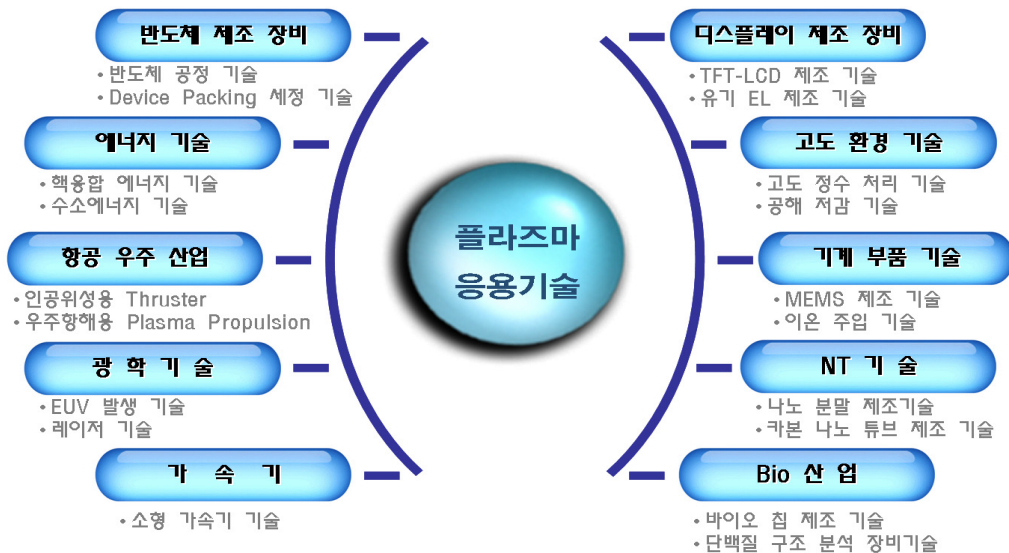 반도체 제조 장비
• 반도체 공정 기술
• Device Packing 세정 기술
에너지 기술
• 핵융합 에너지 기술
• 수소에너지 기술
항공 우주 산업
• 인공위성용 Thruster
• 우주항해용 Plasma Propulsion
광 학 기 술
• EUV 발생 기술
• 레이저 기술
가 속 기
• 소형 가속기 기술
플라즈마
응용기술
디스플레이 제조 장비
• TFT-LCD 제조 기술
• 유기 EL 제조 기술
고도 환경 기술
• 고도 정수 처리 기술
• 공해 저감 기술
기계 부품 기술
• MEMS 제조 기술
• 이온 주입 기술
NT 기 술
• 나노 분말 제조기술
• 카본 나노 튜브 제조 기술
Bio 산 업
• 바이오 칩 제조 기술
• 단백질 구조 분석 장비기술